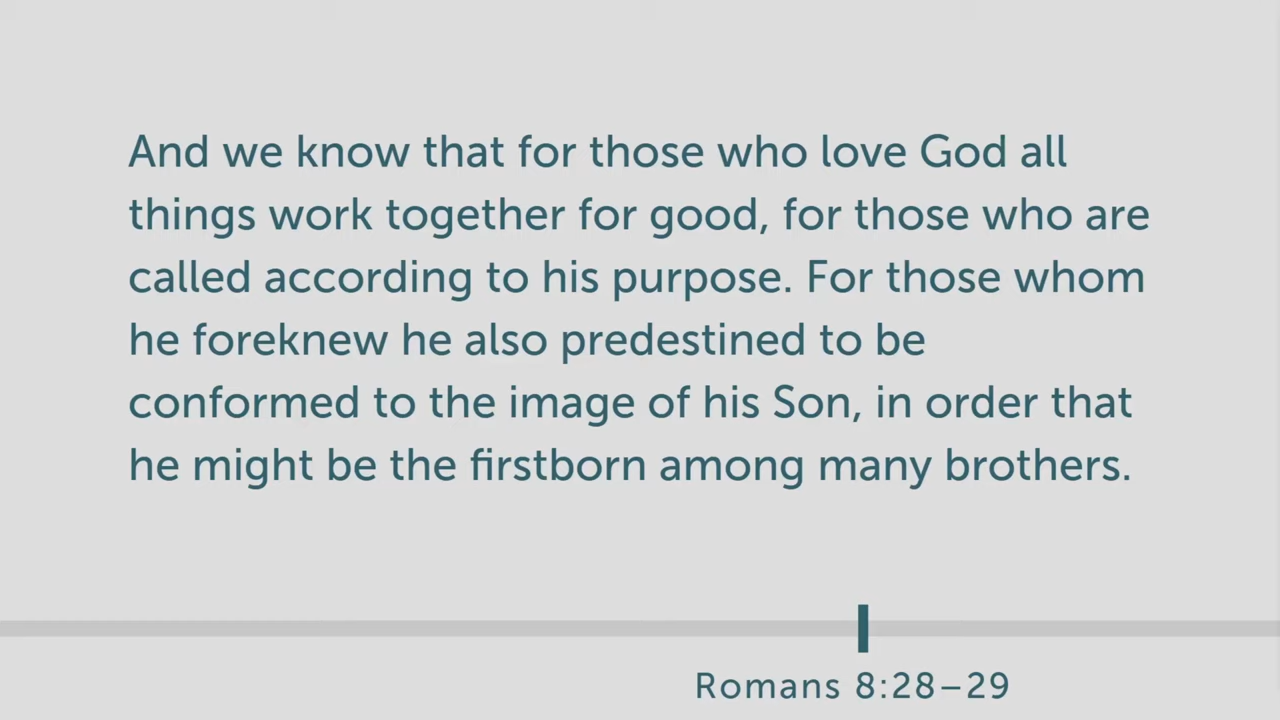 And we know that for those who love God all
things work together for good, for those who are
called according to his purpose. For those whom
he foreknew he also predestined to be
conformed to the image of his Son, in order that
he might be the firstborn among many brothers.
Romans 8:28–29